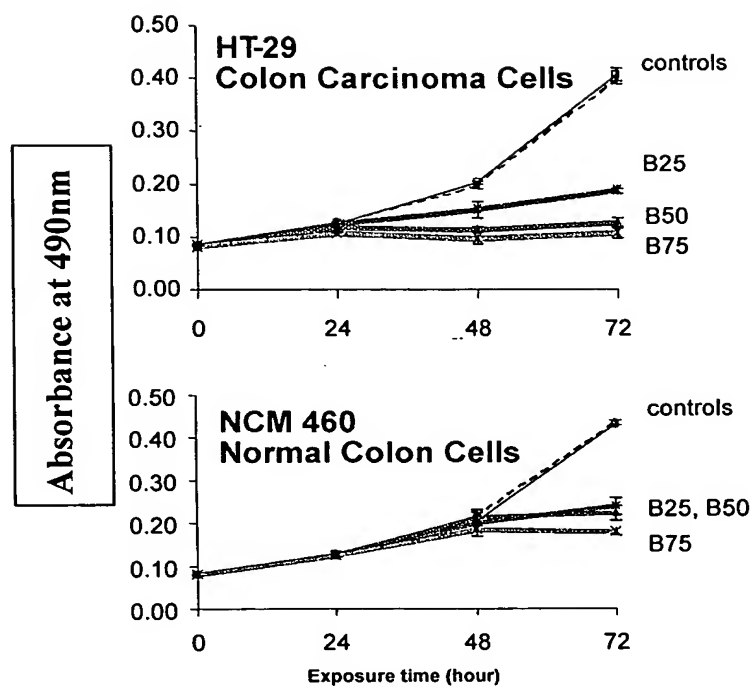 0.50
HT-29
Colon Carcinoma Cells
controls
0.40
0.30
0.20
B25
B50
0.10
B75
0.00
0
24
48
72
Absorbance at 490nm
0.50
NCM 460
Normal Colon Cells
controls
0.40
0.30
0.20
B25, B50
B75
0.10
0.00
0
24
48
72
Exposure time (hour)